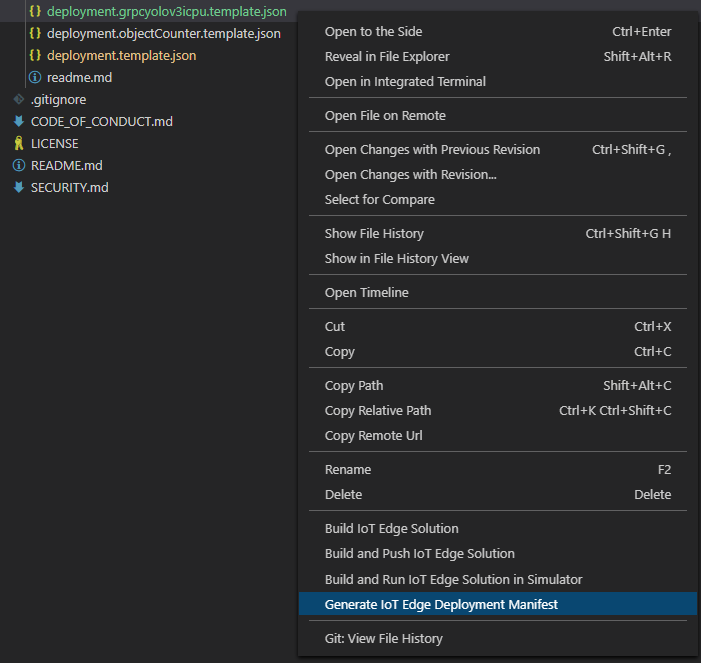 deployment.grpcyolov3icpu.template.json
deployment.objectCounter.template.json
deployment.template.json
readme.md
.gitignore
CODE_OF_CONDUCT.md
LICENSE
README.md
SECURITY.md
Open to the Side Ctrl+Enter
Reveal in File Explorer Shift+Alt+R
Open in Integrated Terminal
Open File on Remote
Open Changes with Previous Revision Ctrl+Shift+G ,
Open Changes with Revision...
Select for Compare
Show File History Ctrl+Shift+G H
Show in File History View
Open Timeline
Cut Ctrl+X
Copy Ctrl+C
Copy Path Shift+Alt+C
Copy Relative Path Ctrl+K Ctrl+Shift+C
Copy Remote Url
Rename F2
Delete Delete
Build IoT Edge Solution
Build and Push IoT Edge Solution
Build and Run IoT Edge Solution in Simulator
Generate IoT Edge Deployment Manifest
Git: View File History